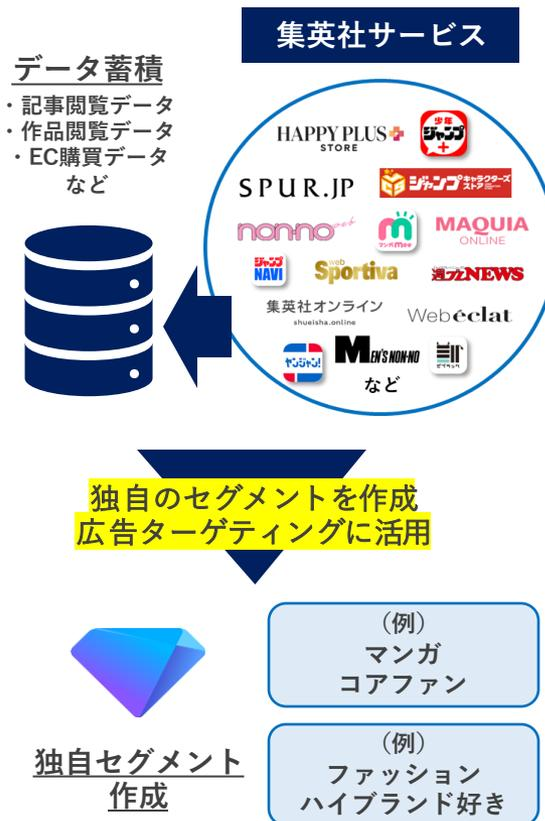 集英社サービス
データ蓄積
・記事閲覧データ
・作品閲覧データ
・EC購買データ
など
HAPPY PLUS
STORE
少年
ジャンプ
+
SPUR.JP
ジャンプキャラクターズ
ストア
non-no web
マンガMee
MAQUIA
ONLINE
ジャンプ
NAVI
web
Sportiva
週プレNEWS
集英社オンライン
shueisha.online
Web éclat
ヤンジャン!
MEN'S NON-NO
など
独自のセグメントを作成
広告ターゲティングに活用
独自セグメント
作成
(例)
マンガ
コアファン
(例)
ファッション
ハイブランド好き